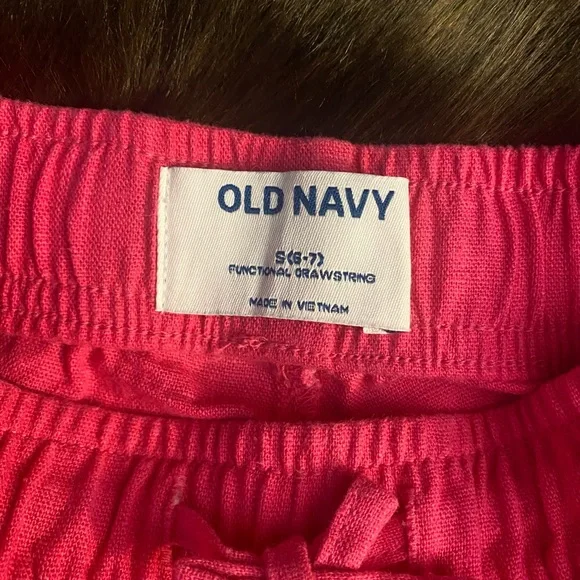 OLD NAVY
S(6-7)
FUNCTIONAL DRAWSTRING
MADE IN VIETNAM